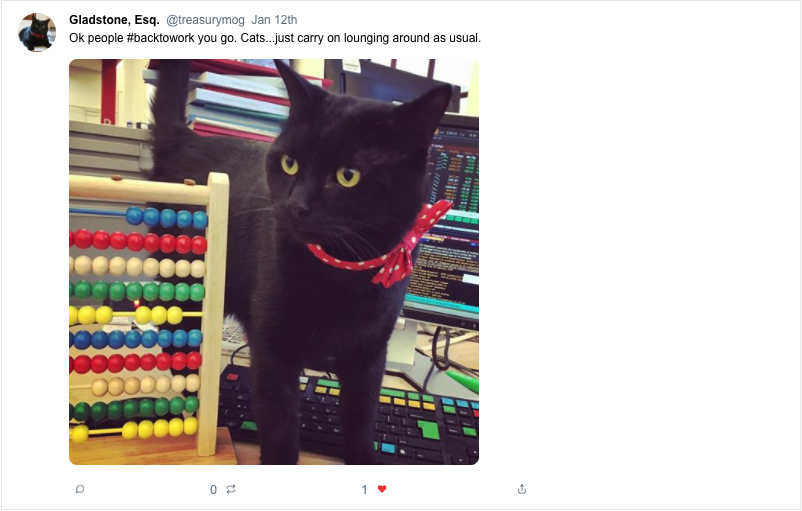 Gladstone, Esq. @treasurymog Jan 12th
Ok people #backtowork you go. Cats...just carry on lounging around as usual.
0 1